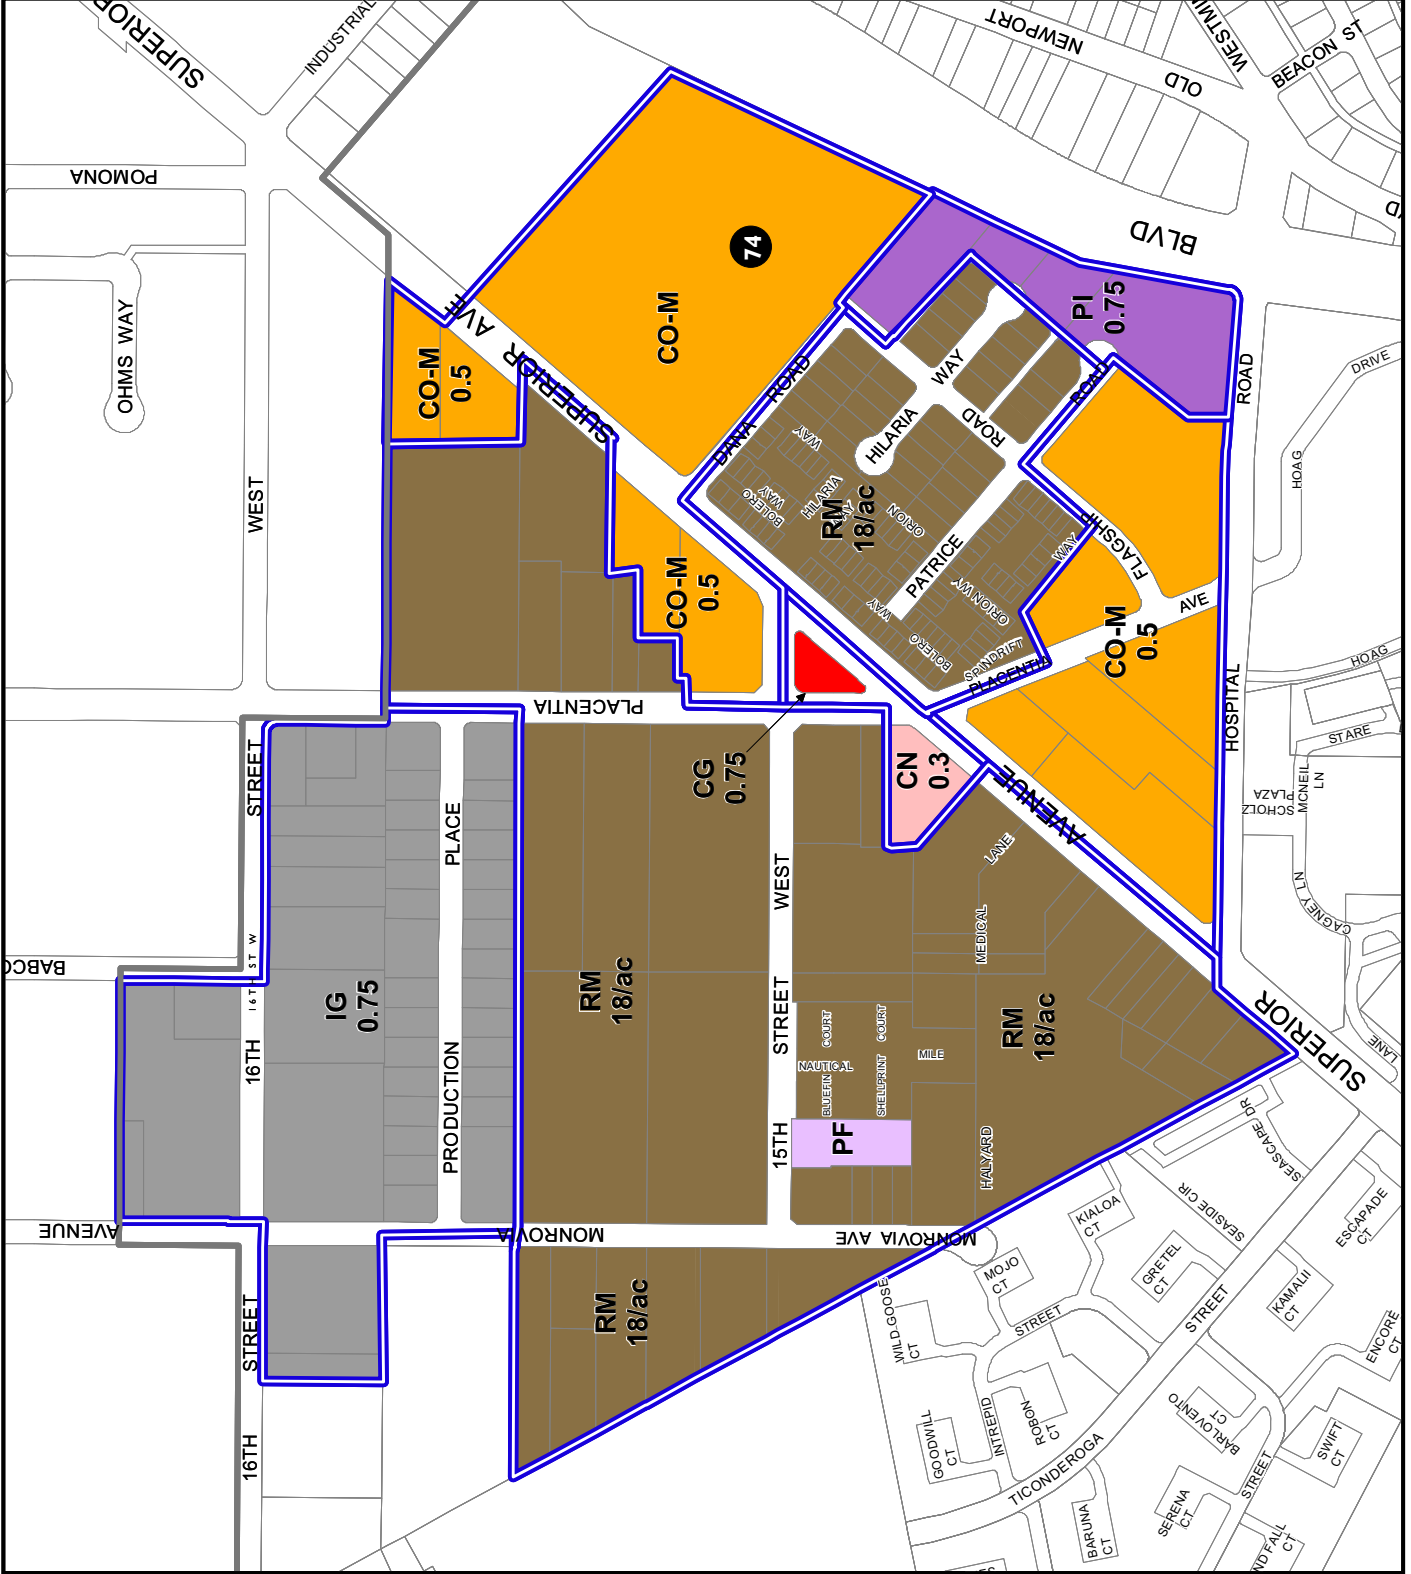 SUPERIOR
INDUSTRIAL
NEWPORT
OLD
WESTMI
BEACON ST
POMONA
BLVD
74
OHMS WAY
CO-M
CO-M
0.5
PI
0.75
SUPERIOR AVE
SUPERIOR
DANA ROAD
WAY
HILARIA
ROAD
ROAD
ROAD
DRIVE
WEST
WAY
BOLERO
WAY
HILARIA
WAY
ORION
RM
18/ac
HOAG
PATRICE
FLAGSHIP
WAY
ORION WY
WAY
BOLERO
SPINDRIFT
CO-M
0.5
CO-M
0.5
AVE
PLACENTIA
HOAG
HOSPITAL
PLACENTIA
STARE
STREET
CG
0.75
CN
0.3
AVENUE
MCNEIL
LN
SCHOLZ
PLAZA
PLACE
LANE
WEST
CAGNEY LN
BABCO
16TH ST W
MEDICAL
IG
0.75
RM
18/ac
STREET
COURT
COURT
RM
18/ac
SUPERIOR
LANE
16TH
PRODUCTION
NAUTICAL
MILE
BLUEFIN
SHELLPRINT
15TH
PF
HALYARD
SEASCAPE DR
AVENUE
MONROVIA
MONROVIA AVE
KIALOA
CT
SEASIDE CIR
ESCAPADE
CT
STREET
RM
18/ac
MOJO
CT
GRETEL
CT
KAMALII
CT
WILD GOOSE
CT
STREET
STREET
ENCORE
CT
16TH
GOODWILL
CT
INTREPID
ROBON
CT
BARLOVENTO
CT
SWIFT
CT
TICONDEROGA
STREET
BARUNA
CT
SERENA
CT
ND FALL
CT